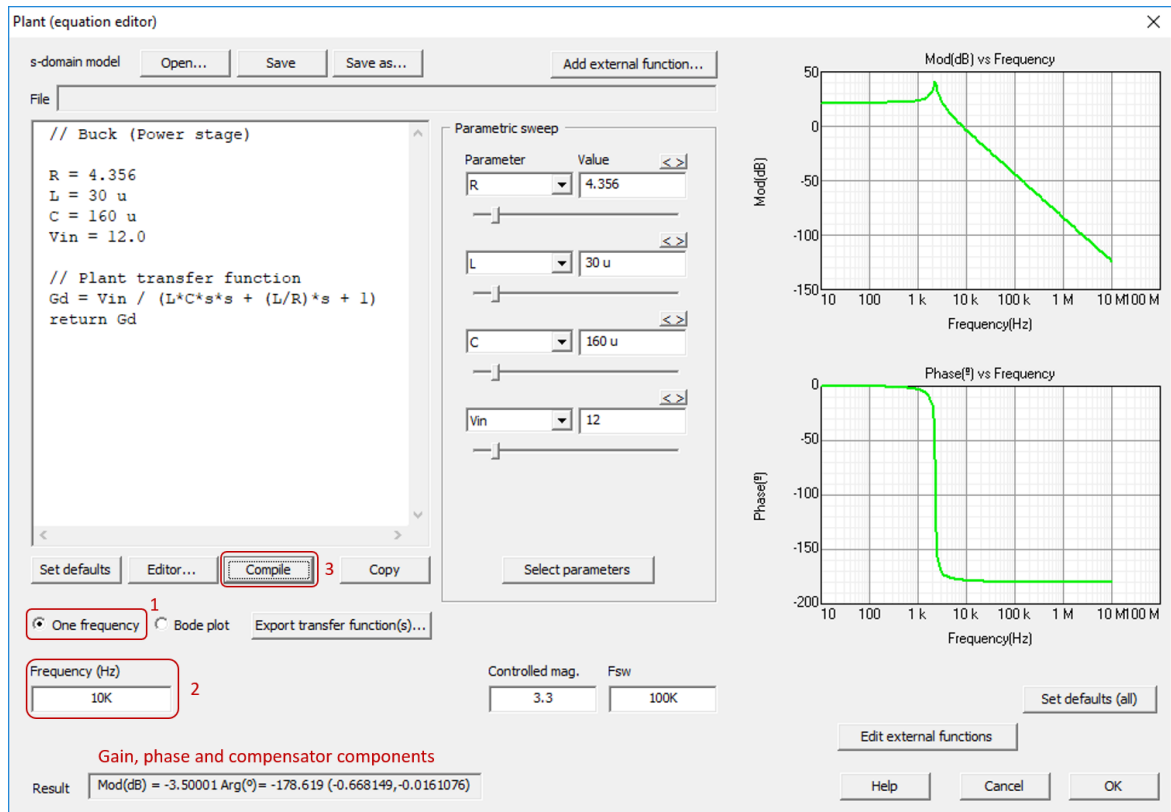 Plant (equation editor)
s-domain model
Open...
Save
Save as...
Add external function...
File
// Buck (Power stage)
R = 4.356
L = 30 u
C = 160 u
Vin = 12.0
// Plant transfer function
Gd = Vin / (L*C*s*s + (L/R)*s + 1)
return Gd
Parametric sweep
Parameter Value < >
R 4.356
< >
L 30 u
< >
C 160 u
< >
Vin 12
Set defaults
Editor...
Compile
3
Copy
Select parameters
1
One frequency
Bode plot
Export transfer function(s)...
Frequency (Hz)
10K
2
Controlled mag.
3.3
Fsw
100K
Gain, phase and compensator components
Result
Mod(dB) = -3.50001 Arg(º)= -178.619 (-0.668149,-0.0161076)
Mod(dB) vs Frequency
Mod(dB)
50
0
-50
-100
-150
10 100 1 k 10 k 100 k 1 M 10 M100 M
Frequency(Hz)
Phase(º) vs Frequency
Phase(º)
0
-50
-100
-150
-200
10 100 1 k 10 k 100 k 1 M 10 M100 M
Frequency(Hz)
Set defaults (all)
Edit external functions
Help
Cancel
OK